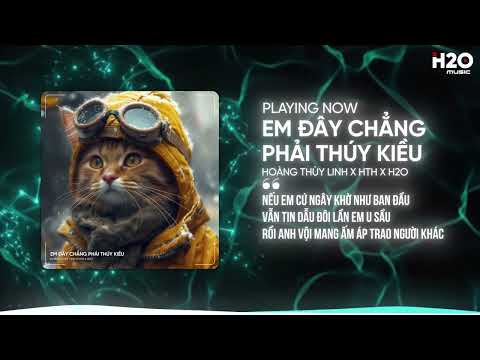 H2O
MUSIC
PLAYING NOW
EM ĐÂY CHẲNG
PHẢI THÚY KIỀU
HOÀNG THÙY LINH X HTH X H2O
NẾU EM CỨ NGÂY KHỜ NHƯ BAN ĐẦU
VẪN TIN DẪU ĐÔI LẦN EM U SẦU
RỒI ANH VỘI MANG ẤM ÁP TRAO NGƯỜI KHÁC
EM ĐÂY CHẲNG PHẢI THÚY KIỀU